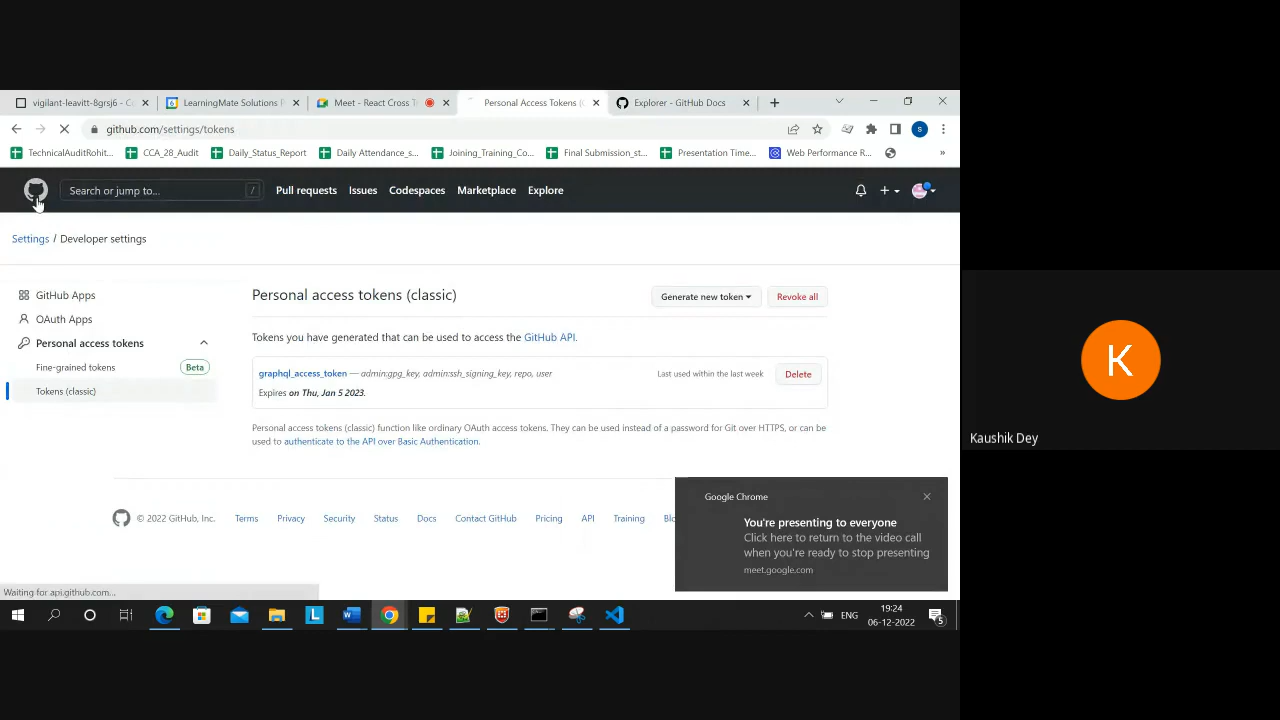 vigilant-leavitt-8grsj6 - C
LearningMate Solutions P
Meet - React Cross T
Personal Access Tokens (
Explorer - GitHub Docs
github.com/settings/tokens
TechnicalAuditRohit...
CCA_28_Audit
Daily_Status_Report
Daily Attendance_s...
Joining_Training_Co...
Final Submission_st...
Presentation Time...
Web Performance R...
»
Search or jump to...
/
Pull requests
Issues
Codespaces
Marketplace
Explore
Settings / Developer settings
GitHub Apps
OAuth Apps
Personal access tokens
Fine-grained tokens
Beta
Tokens (classic)
Personal access tokens (classic)
Generate new token
Revoke all
Tokens you have generated that can be used to access the GitHub API.
graphql_access_token — admin:gpg_key, admin:ssh_signing_key, repo, user
Last used within the last week
Delete
Expires on Thu, Jan 5 2023.
Personal access tokens (classic) function like ordinary OAuth access tokens. They can be used instead of a password for Git over HTTPS, or can be
used to authenticate to the API over Basic Authentication.
© 2022 GitHub, Inc.
Terms
Privacy
Security
Status
Docs
Contact GitHub
Pricing
API
Training
Google Chrome
You're presenting to everyone
Click here to return to the video call
when you're ready to stop presenting
meet.google.com
Waiting for api.github.com...
ENG
19:24
06-12-2022
5
K
Kaushik Dey